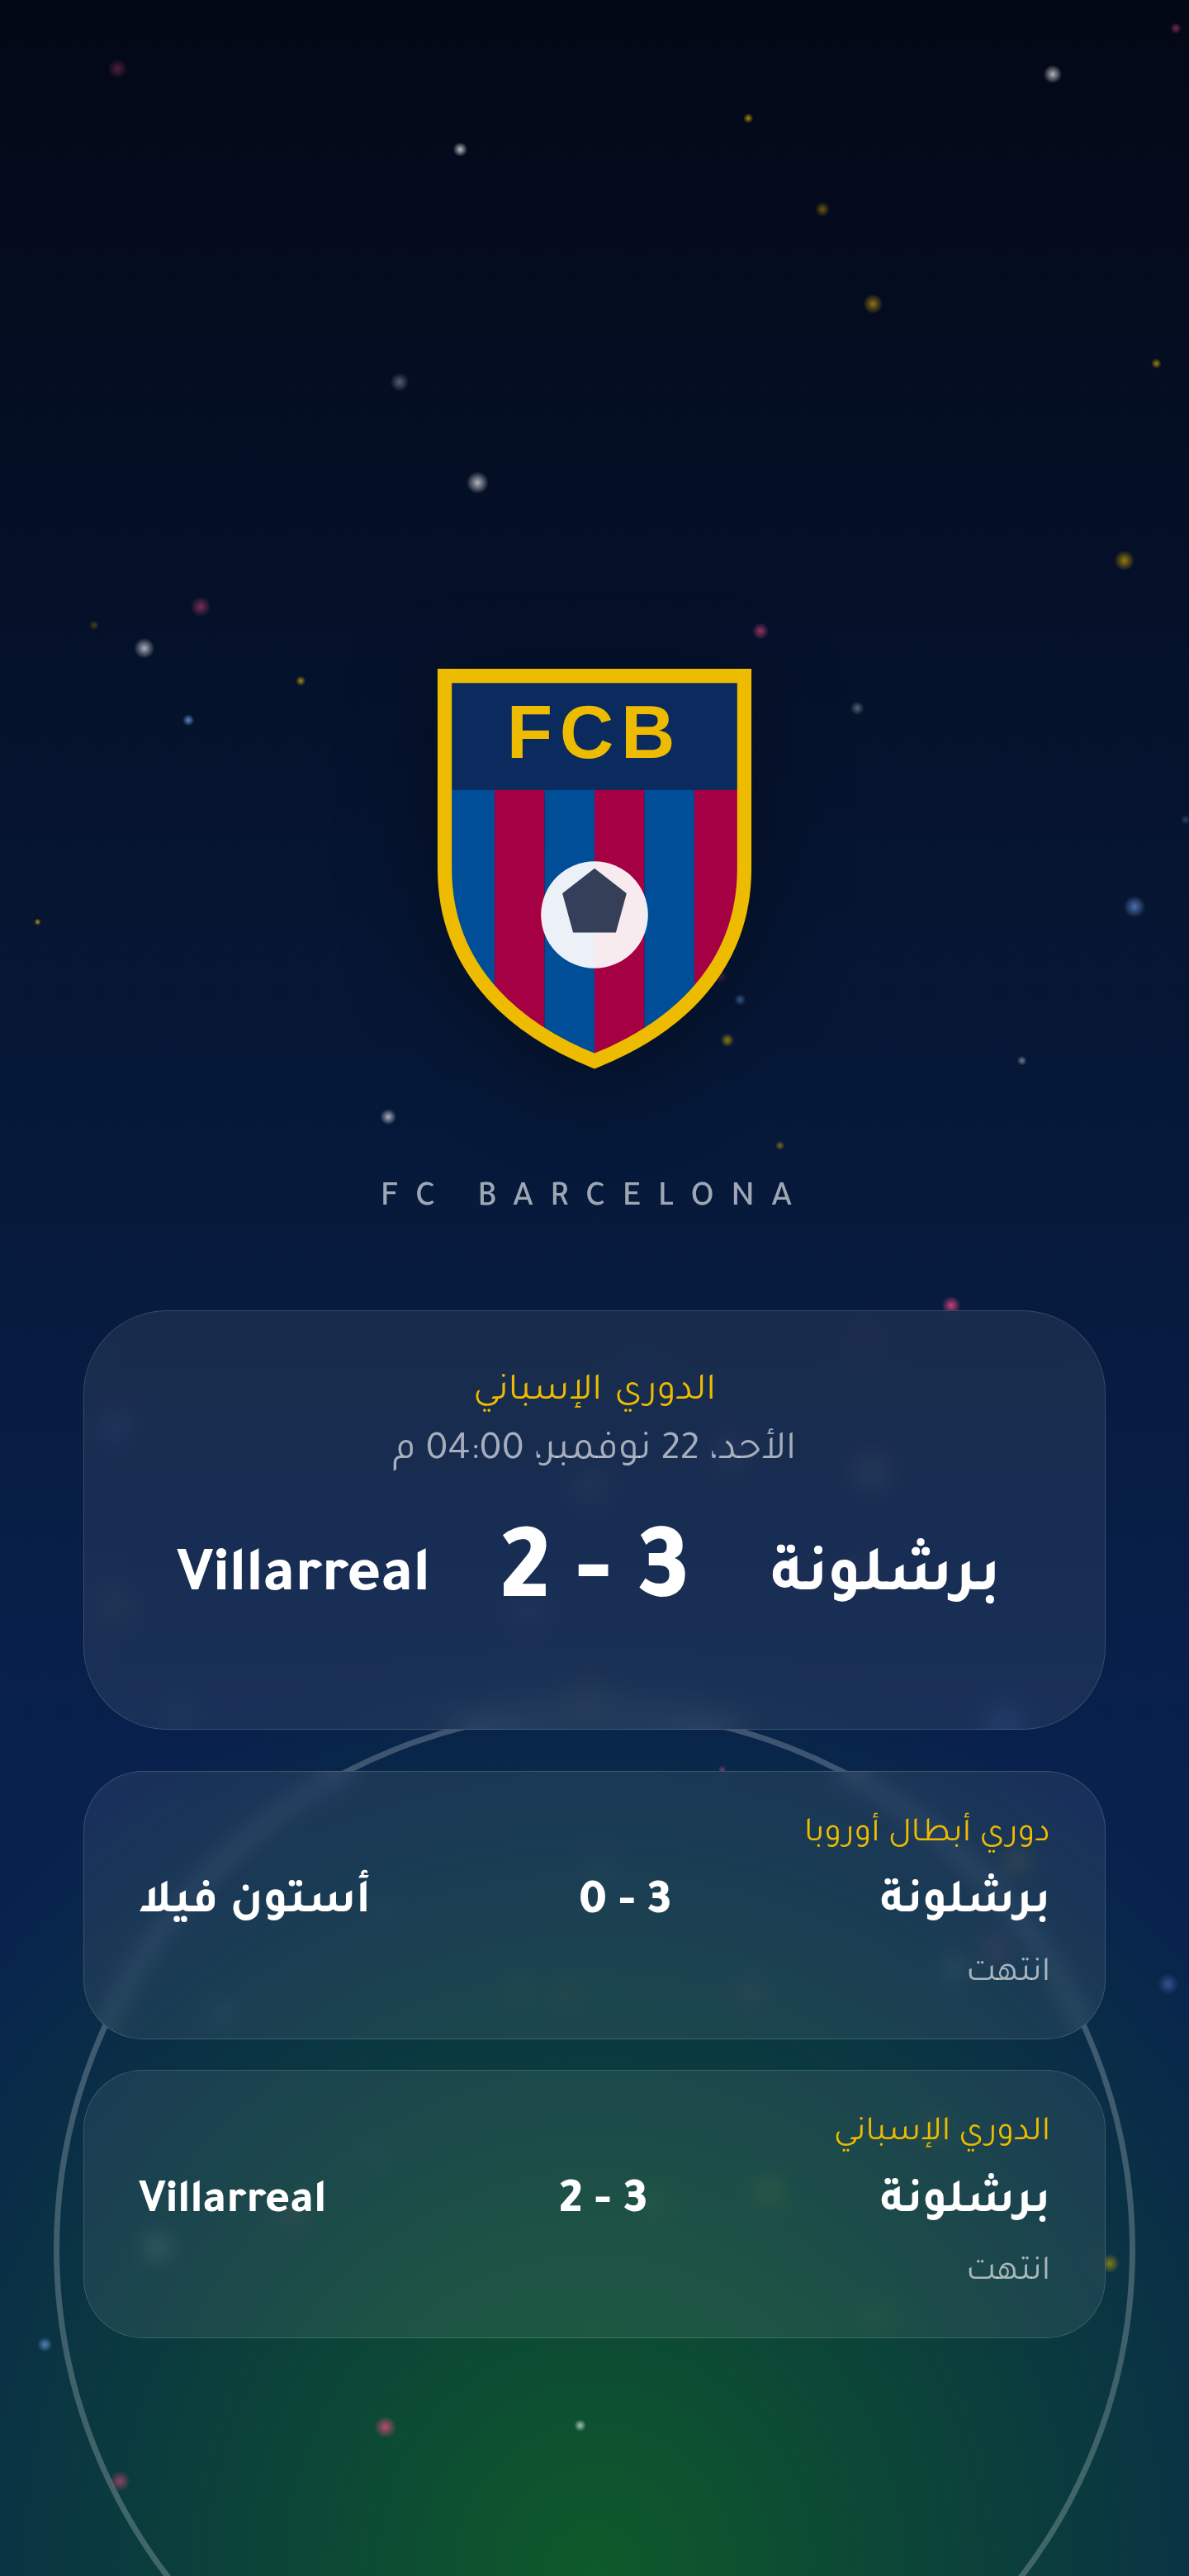 FCB
FC BARCELONA
الدوري الإسباني
الأحد، 22 نوفمبر، 04:00 م
برشلونة 3 - 2 Villarreal
دوري أبطال أوروبا
برشلونة 3 - 0 أستون فيلا
انتهت
الدوري الإسباني
برشلونة 3 - 2 Villarreal
انتهت